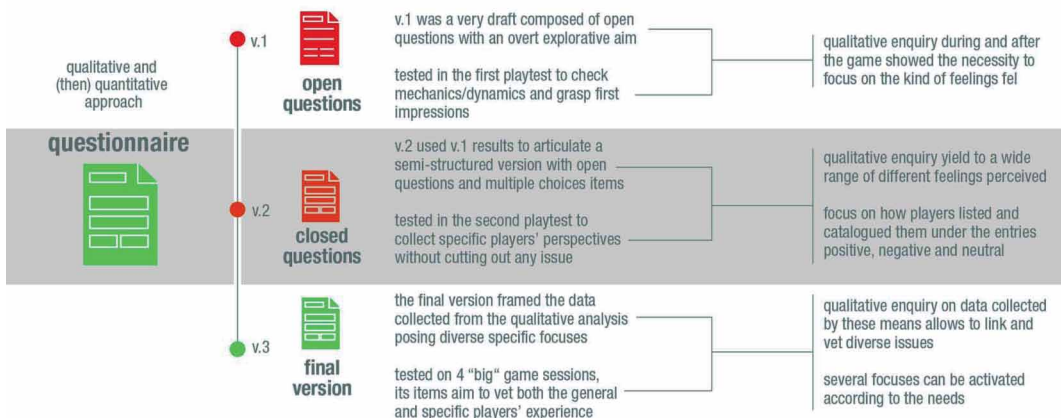 qualitative and
(then) quantitative
approach
questionnaire
v.1
open
questions
v.1 was a very draft composed of open
questions with an overt explorative aim
tested in the first playtest to check
mechanics/dynamics and grasp first
impressions
qualitative enquiry during and after
the game showed the necessity to
focus on the kind of feelings fel
v.2
closed
questions
v.2 used v.1 results to articulate a
semi-structured version with open
questions and multiple choices items
tested in the second playtest to
collect specific players' perspectives
without cutting out any issue
qualitative enquiry yield to a wide
range of different feelings perceived
focus on how players listed and
catalogued them under the entries
positive, negative and neutral
v.3
final
version
the final version framed the data
collected from the qualitative analysis
posing diverse specific focuses
tested on 4 "big" game sessions,
its items aim to vet both the general
and specific players' experience
qualitative enquiry on data collected
by these means allows to link and
vet diverse issues
several focuses can be activated
according to the needs